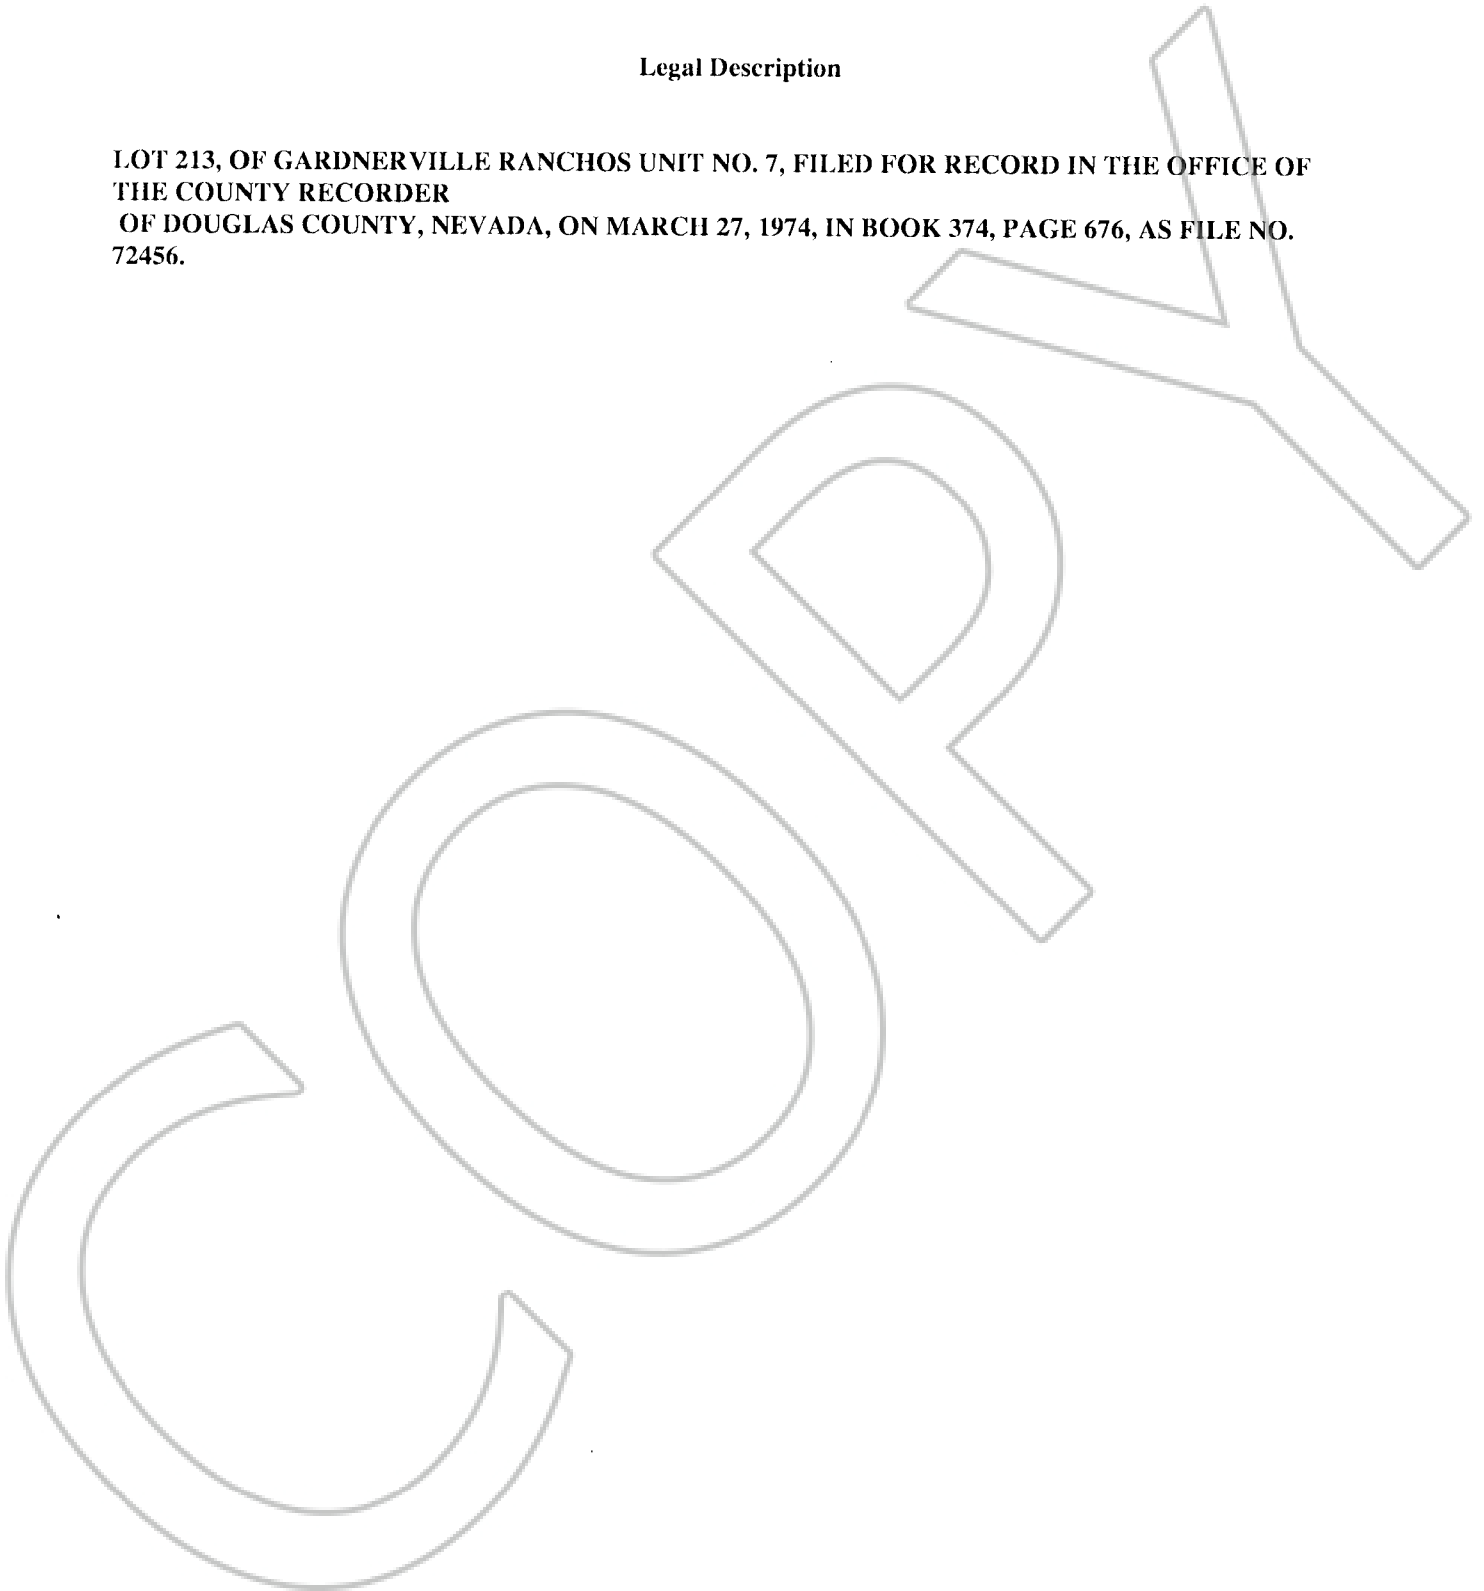 Legal Description
LOT 213, OF GARDNERVILLE RANCHOS UNIT NO. 7, FILED FOR RECORD IN THE OFFICE OF
THE COUNTY RECORDER
OF DOUGLAS COUNTY, NEVADA, ON MARCH 27, 1974, IN BOOK 374, PAGE 676, AS FILE NO.
72456.
COPY